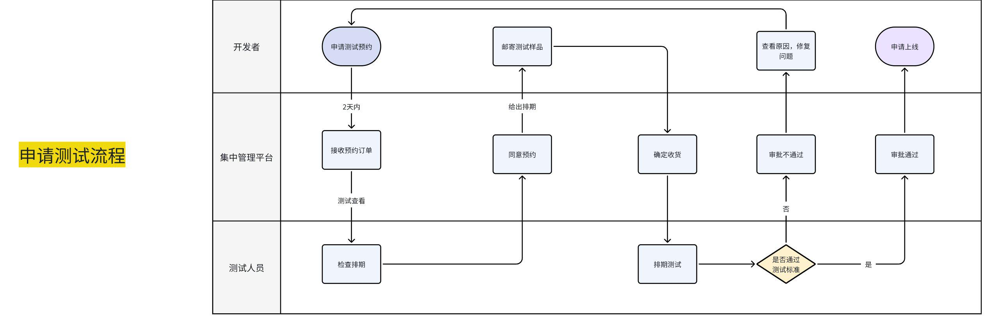 申请测试流程
开发者
申请测试预约
邮寄测试样品
查看原因，修复
问题
申请上线
2天内
给出排期
集中管理平台
接收预约订单
同意预约
确定收货
审批不通过
审批通过
测试查看
否
测试人员
检查排期
排期测试
是否通过
测试标准
是